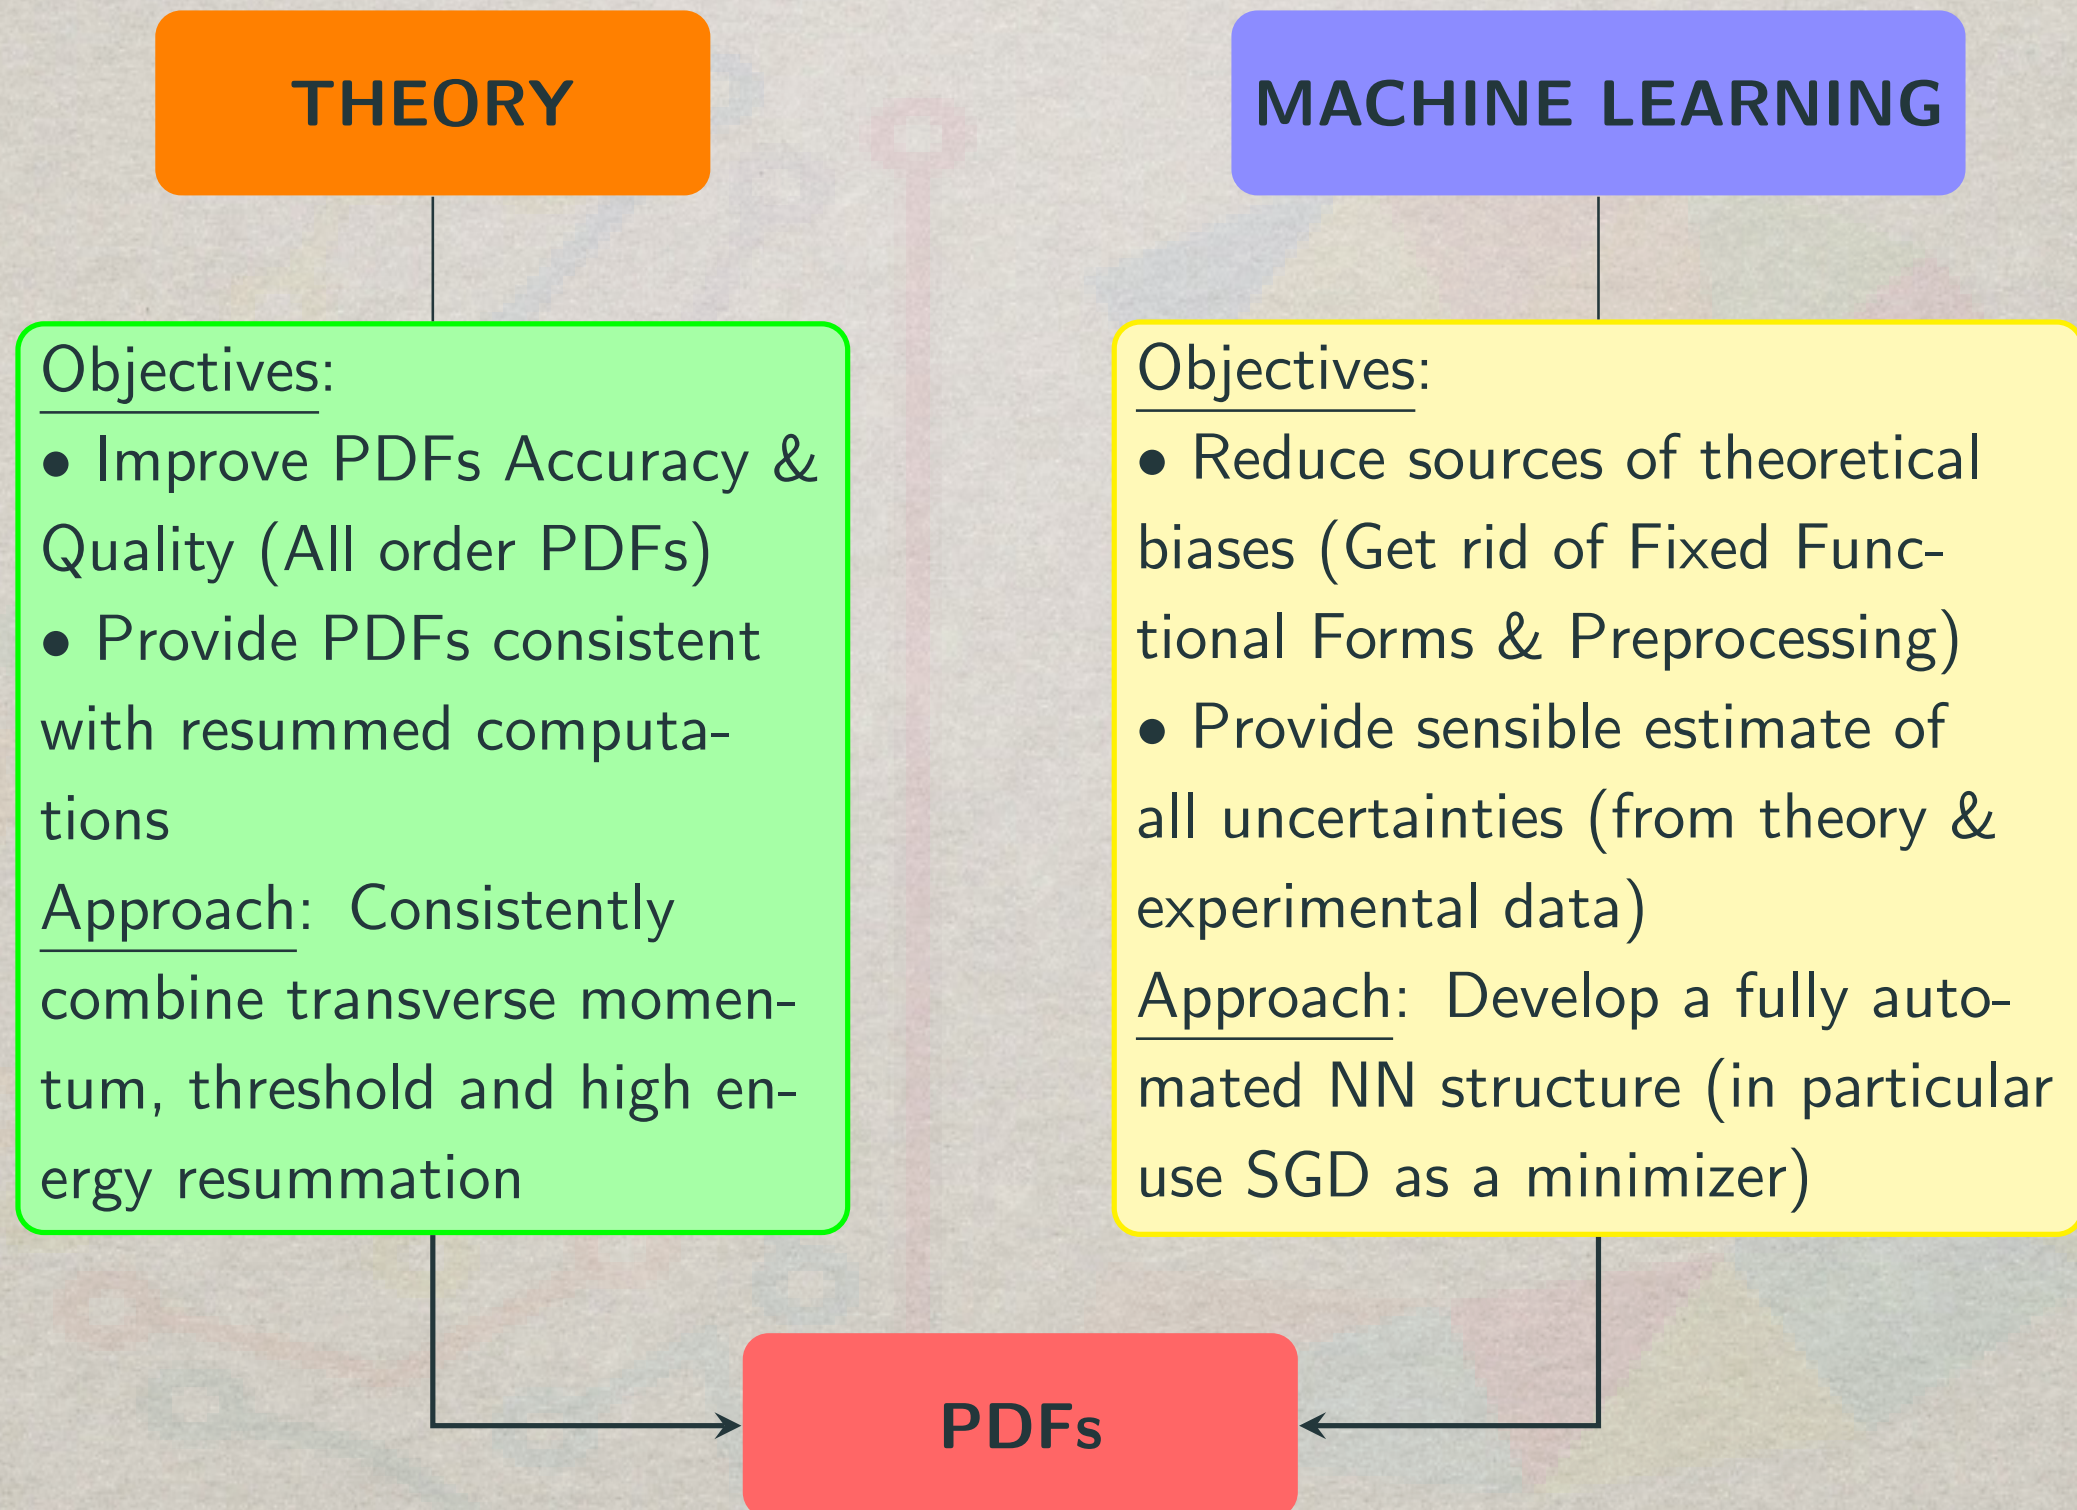 THEORY
MACHINE LEARNING
Objectives:
• Improve PDFs Accuracy &
Quality (All order PDFs)
• Provide PDFs consistent
with resummed computa-
tions
Approach: Consistently
combine transverse momen-
tum, threshold and high en-
ergy resummation
Objectives:
• Reduce sources of theoretical
biases (Get rid of Fixed Func-
tional Forms & Preprocessing)
• Provide sensible estimate of
all uncertainties (from theory &
experimental data)
Approach: Develop a fully auto-
mated NN structure (in particular
use SGD as a minimizer)
PDFs